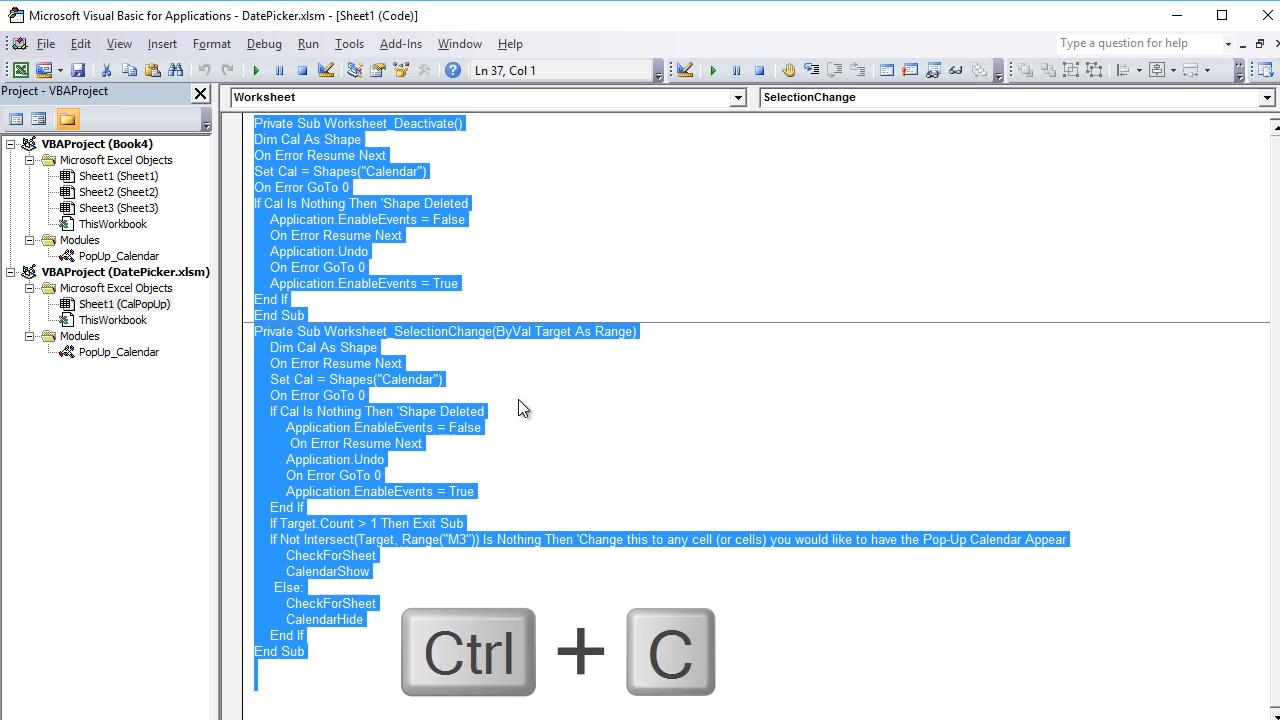 Microsoft Visual Basic for Applications - DatePicker.xlsm - [Sheet1 (Code)]
File Edit View Insert Format Debug Run Tools Add-Ins Window Help
Type a question for help
Ln 37, Col 1
Project - VBAProject
Worksheet
SelectionChange
VBAProject (Book4)
Microsoft Excel Objects
Sheet1 (Sheet1)
Sheet2 (Sheet2)
Sheet3 (Sheet3)
ThisWorkbook
Modules
PopUp_Calendar
VBAProject (DatePicker.xlsm)
Microsoft Excel Objects
Sheet1 (CalPopUp)
ThisWorkbook
Modules
PopUp_Calendar
Private Sub Worksheet_Deactivate()
Dim Cal As Shape
On Error Resume Next
Set Cal = Shapes("Calendar")
On Error GoTo 0
If Cal Is Nothing Then 'Shape Deleted
Application.EnableEvents = False
On Error Resume Next
Application.Undo
On Error GoTo 0
Application.EnableEvents = True
End If
End Sub
Private Sub Worksheet_SelectionChange(ByVal Target As Range)
Dim Cal As Shape
On Error Resume Next
Set Cal = Shapes("Calendar")
On Error GoTo 0
If Cal Is Nothing Then 'Shape Deleted
Application.EnableEvents = False
On Error Resume Next
Application.Undo
On Error GoTo 0
Application.EnableEvents = True
End If
If Target.Count > 1 Then Exit Sub
If Not Intersect(Target, Range("M3")) Is Nothing Then 'Change this to any cell (or cells) you would like to have the Pop-Up Calendar Appear
CheckForSheet
CalendarShow
Else:
CheckForSheet
CalendarHide
End If
End Sub
Ctrl + C